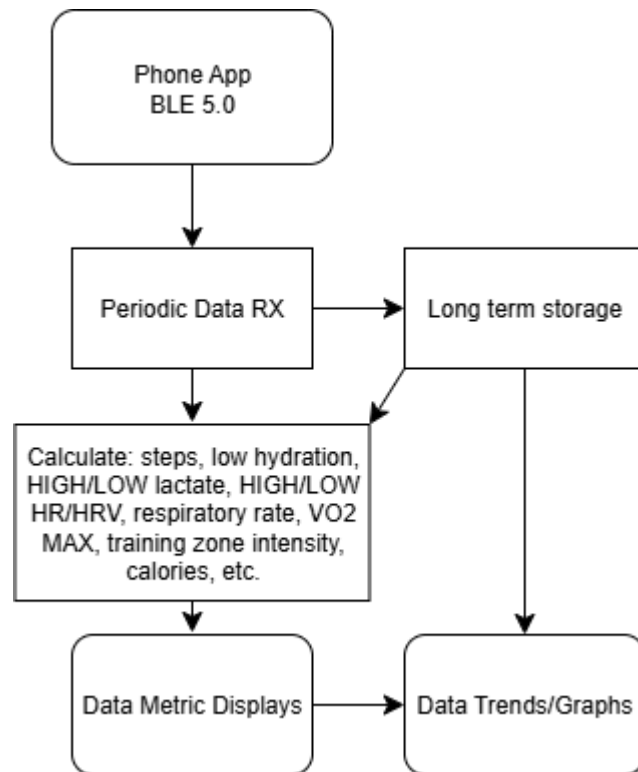 Phone App
BLE 5.0
Periodic Data RX
Long term storage
Calculate: steps, low hydration,
HIGH/LOW lactate, HIGH/LOW
HR/HRV, respiratory rate, VO2
MAX, training zone intensity,
calories, etc.
Data Metric Displays
Data Trends/Graphs